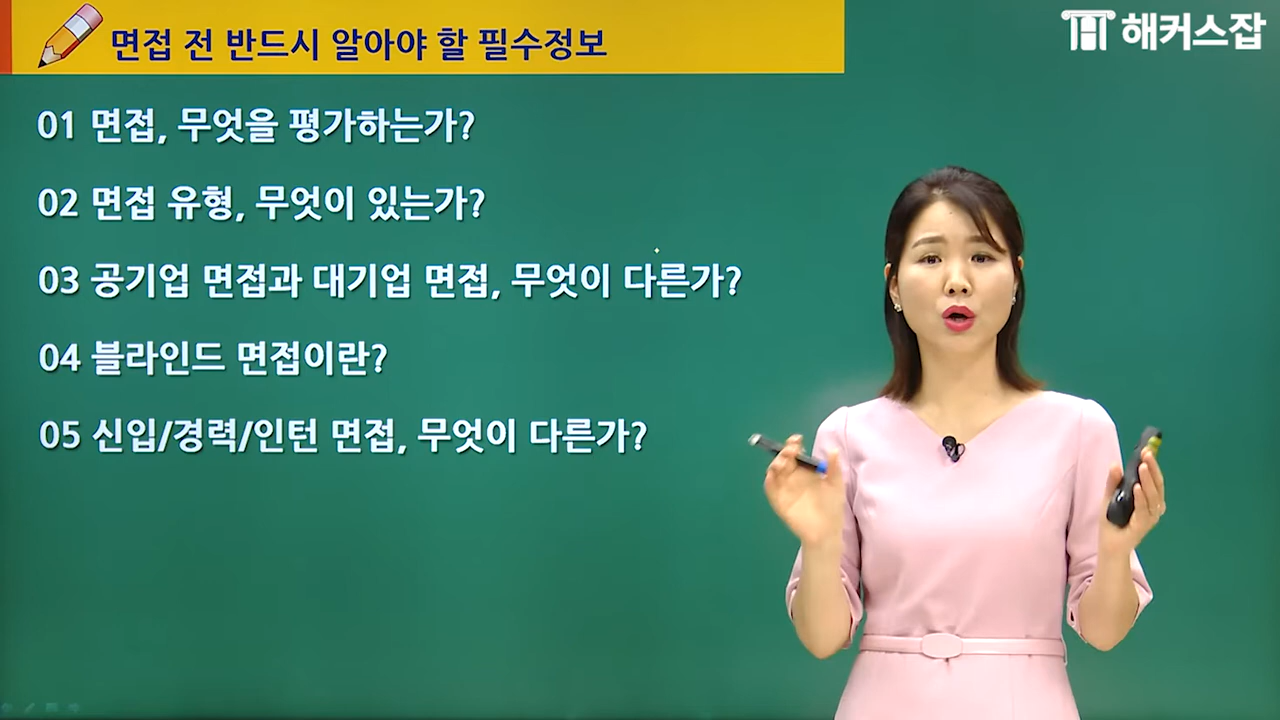 면접 전 반드시 알아야 할 필수정보
해커스잡
01 면접, 무엇을 평가하는가?
02 면접 유형, 무엇이 있는가?
03 공기업 면접과 대기업 면접, 무엇이 다른가?
04 블라인드 면접이란?
05 신입/경력/인턴 면접, 무엇이 다른가?